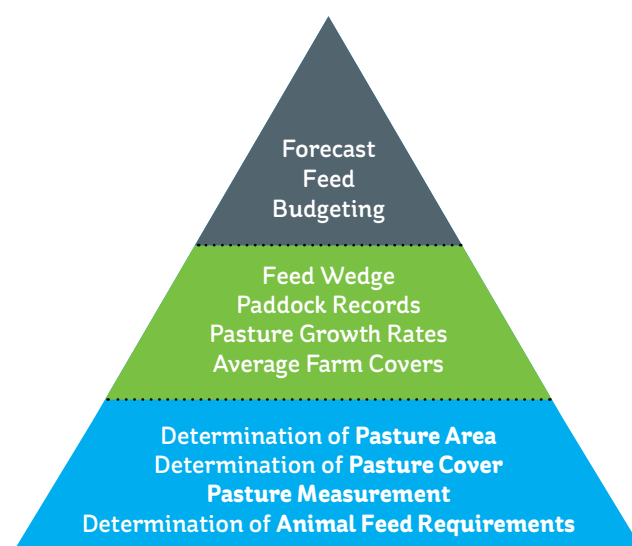 Forecast
Feed
Budgeting
Feed Wedge
Paddock Records
Pasture Growth Rates
Average Farm Covers
Determination of Pasture Area
Determination of Pasture Cover
Pasture Measurement
Determination of Animal Feed Requirements